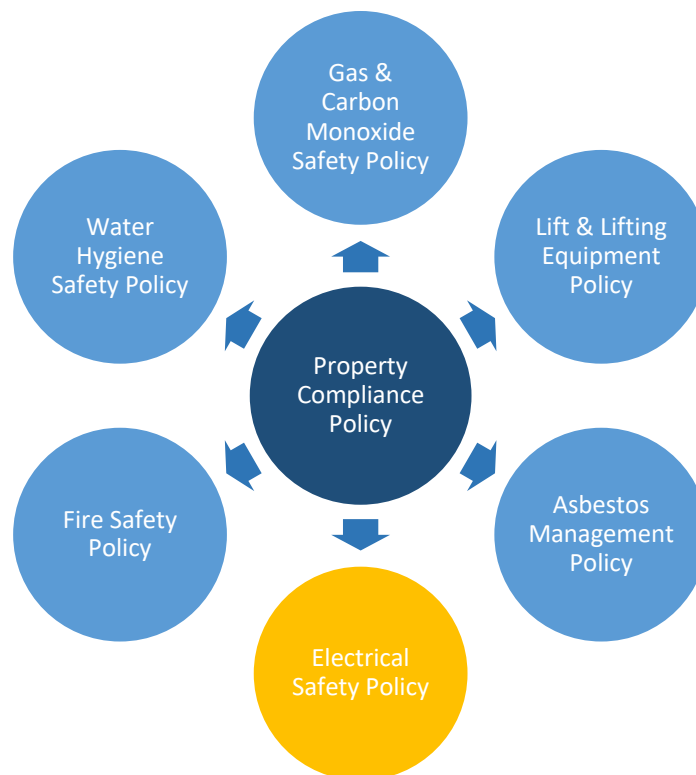 Gas &
Carbon
Monoxide
Safety Policy
Water
Hygiene
Safety Policy
Lift & Lifting
Equipment
Policy
Property
Compliance
Policy
Fire Safety
Policy
Asbestos
Management
Policy
Electrical
Safety Policy